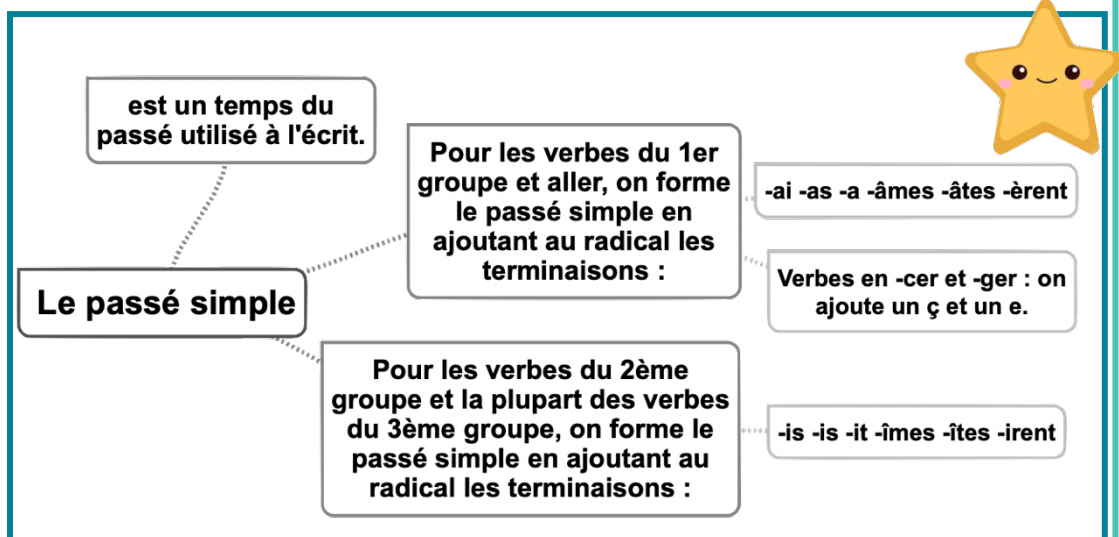 est un temps du
passé utilisé à l'écrit.
Le passé simple
Pour les verbes du 1er
groupe et aller, on forme
le passé simple en
ajoutant au radical les
terminaisons :
-ai -as -a -âmes -âtes -èrent
Verbes en -cer et -ger : on
ajoute un ç et un e.
Pour les verbes du 2ème
groupe et la plupart des verbes
du 3ème groupe, on forme le
passé simple en ajoutant au
radical les terminaisons :
-is -is -it -îmes -îtes -irent